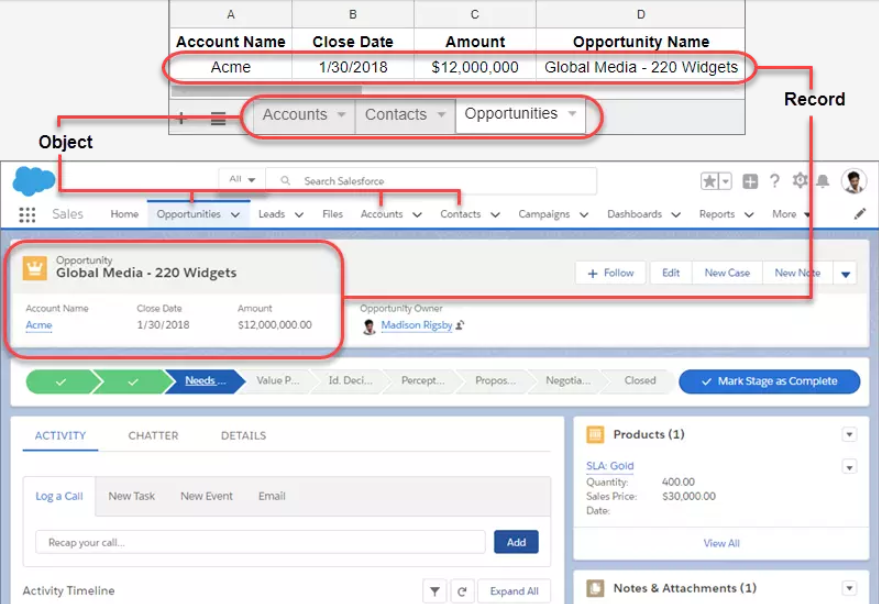 A B C D
Account Name Close Date Amount Opportunity Name
Acme 1/30/2018 $12,000,000 Global Media - 220 Widgets
Record
Accounts Contacts Opportunities
Object
All Search Salesforce
Sales Home Opportunities Leads Files Accounts Contacts Campaigns Dashboards Reports More
Opportunity
Global Media - 220 Widgets
+ Follow Edit New Case New Note
Account Name Close Date Amount Opportunity Owner
Acme 1/30/2018 $12,000,000.00 Madison Rigsby
Needs ... Value P... Id. Deci... Percept... Propos... Negotia... Closed Mark Stage as Complete
ACTIVITY CHATTER DETAILS
Products (1)
SLA: Gold
Quantity: 400.00
Sales Price: $30,000.00
Date:
View All
Log a Call New Task New Event Email
Recap your call... Add
Activity Timeline Expand All
Notes & Attachments (1)